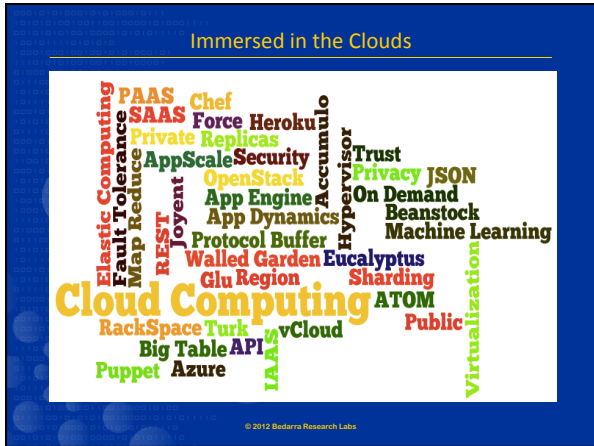 Immersed in the Clouds
Elastic Computing
Fault Tolerance
Map Reduce
PAAS
SAAS
Chef
Force
Heroku
Private
Replicas
AppScale
Security
REST
Joyent
OpenStack
App Engine
App Dynamics
Protocol Buffer
Accumulo
Hypervisor
Trust
Privacy
JSON
On Demand
Beanstock
Machine Learning
Walled Garden
Eucalyptus
Glu
Region
Sharding
Cloud Computing
ATOM
Public
Virtualization
RackSpace
Turk
vCloud
IAAS
Big Table
API
Puppet
Azure
© 2012 Bedarra Research Labs